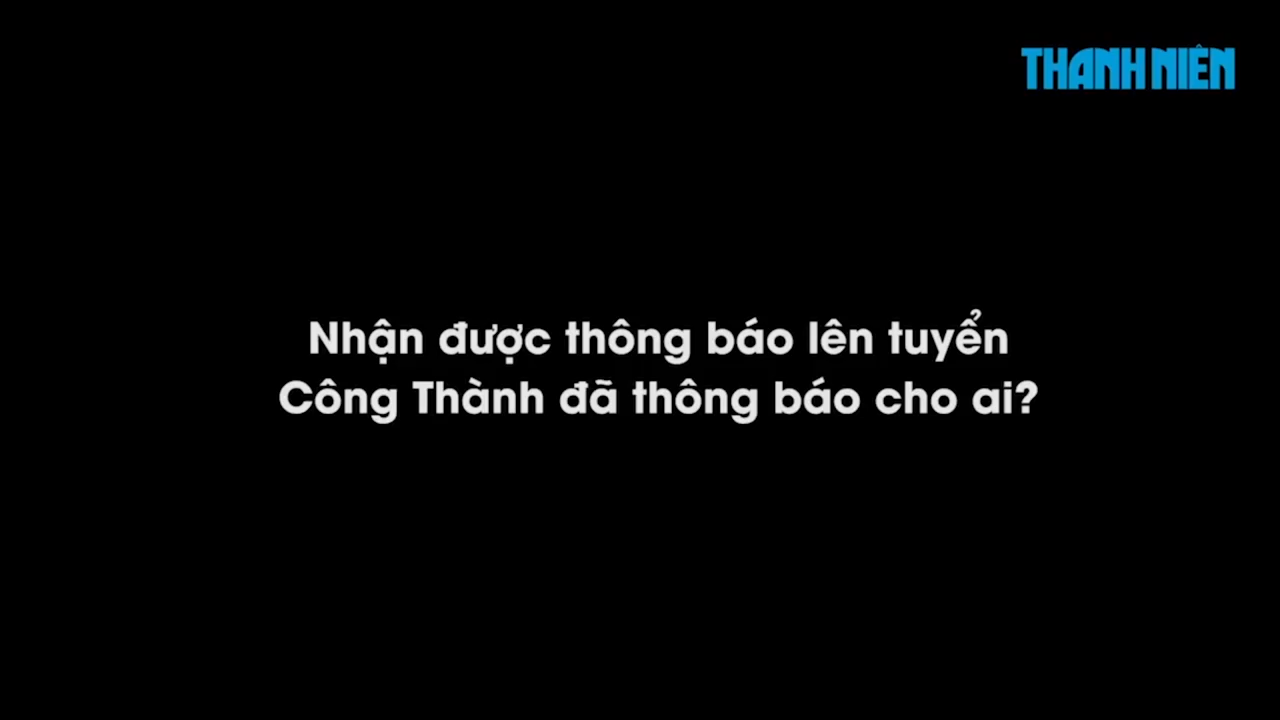 THANH NIÊN
Nhận được thông báo lên tuyển
Công Thành đã thông báo cho ai?